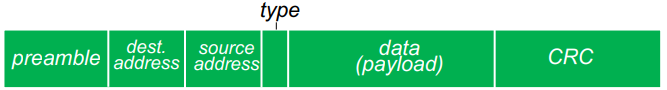 type
preamble
dest.
address
source
address
data
(payload)
CRC